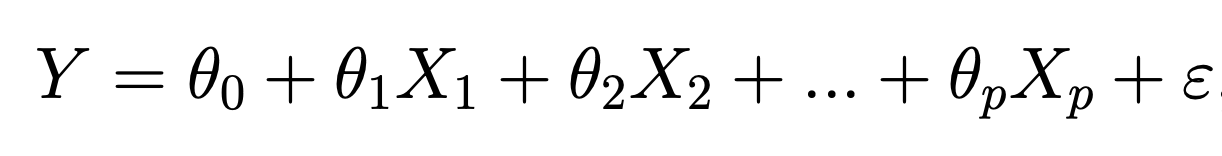 Y = θ₀ + θ₁X₁ + θ₂X₂ + ... + θₚXₚ + ε.